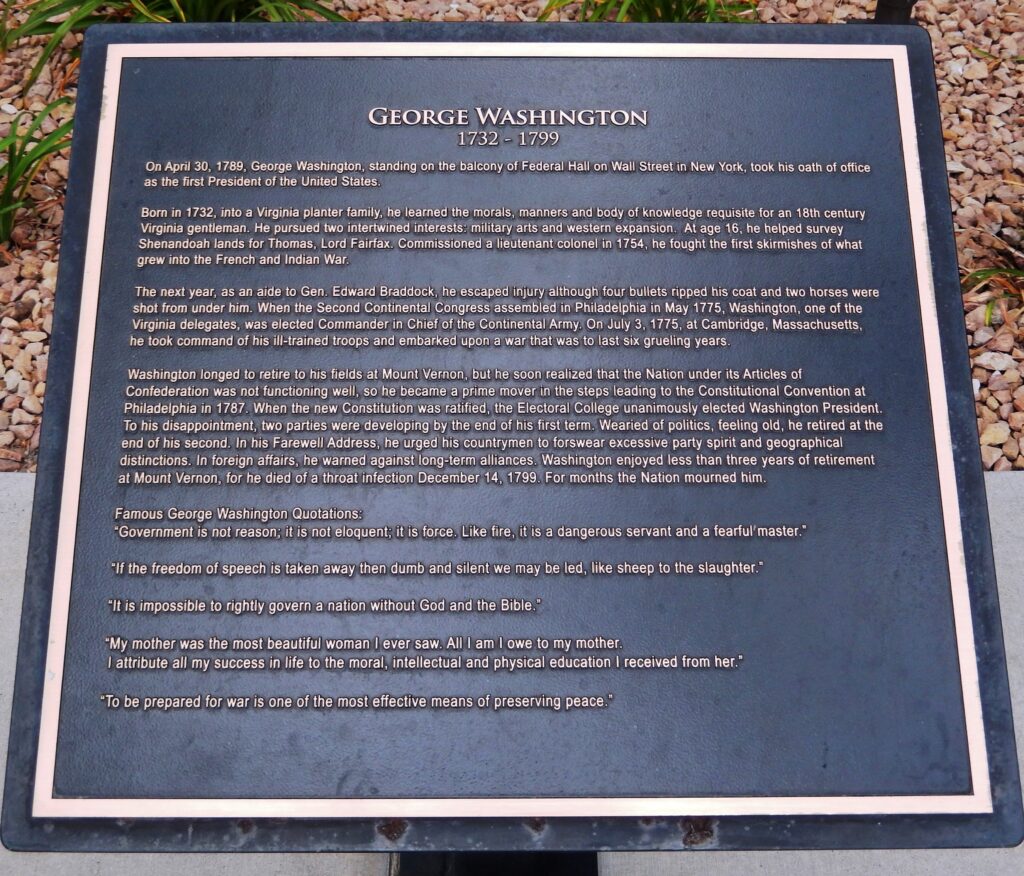 GEORGE WASHINGTON
1732 - 1799
On April 30, 1789, George Washington, standing on the balcony of Federal Hall on Wall Street in New York, took his oath of office
as the first President of the United States.
Born in 1732, into a Virginia planter family, he learned the morals, manners and body of knowledge requisite for an 18th century
Virginia gentleman. He pursued two intertwined interests: military arts and western expansion. At age 16, he helped survey
Shenandoah lands for Thomas, Lord Fairfax. Commissioned a lieutenant colonel in 1754, he fought the first skirmishes of what
grew into the French and Indian War.
The next year, as an aide to Gen. Edward Braddock, he escaped injury although four bullets ripped his coat and two horses were
shot from under him. When the Second Continental Congress assembled in Philadelphia in May 1775, Washington, one of the
Virginia delegates, was elected Commander in Chief of the Continental Army. On July 3, 1775, at Cambridge, Massachusetts,
he took command of his ill-trained troops and embarked upon a war that was to last six grueling years.
Washington longed to retire to his fields at Mount Vernon, but he soon realized that the Nation under its Articles of
Confederation was not functioning well, so he became a prime mover in the steps leading to the Constitutional Convention at
Philadelphia in 1787. When the new Constitution was ratified, the Electoral College unanimously elected Washington President.
To his disappointment, two parties were developing by the end of his first term. Wearied of politics, feeling old, he retired at the
end of his second. In his Farewell Address, he urged his countrymen to forswear excessive party spirit and geographical
distinctions. In foreign affairs, he warned against long-term alliances. Washington enjoyed less than three years of retirement
at Mount Vernon, for he died of a throat infection December 14, 1799. For months the Nation mourned him.
Famous George Washington Quotations:
"Government is not reason; it is not eloquent; it is force. Like fire, it is a dangerous servant and a fearful master."
"If the freedom of speech is taken away then dumb and silent we may be led, like sheep to the slaughter."
"It is impossible to rightly govern a nation without God and the Bible."
"My mother was the most beautiful woman I ever saw. All I am I owe to my mother.
I attribute all my success in life to the moral, intellectual and physical education I received from her."
"To be prepared for war is one of the most effective means of preserving peace."